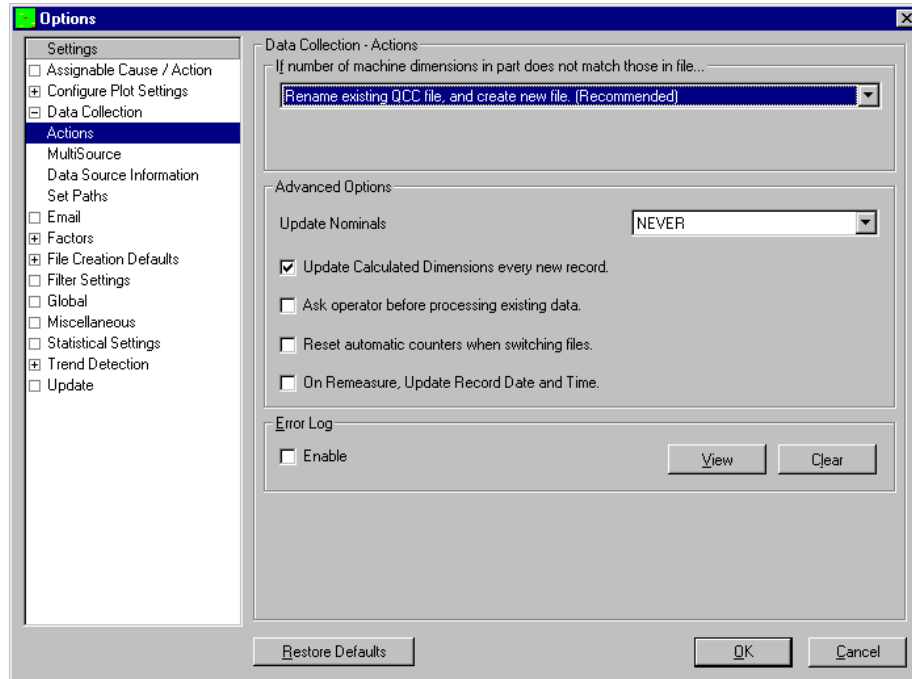 Options
Settings
Assignable Cause / Action
Configure Plot Settings
Data Collection
Actions
MultiSource
Data Source Information
Set Paths
Email
Factors
File Creation Defaults
Filter Settings
Global
Miscellaneous
Statistical Settings
Trend Detection
Update
Data Collection - Actions
If number of machine dimensions in part does not match those in file...
Rename existing QCC file, and create new file. (Recommended)
Advanced Options
Update Nominals
NEVER
Update Calculated Dimensions every new record.
Ask operator before processing existing data.
Reset automatic counters when switching files.
On Remeasure, Update Record Date and Time.
Error Log
Enable
View
Clear
Restore Defaults
OK
Cancel